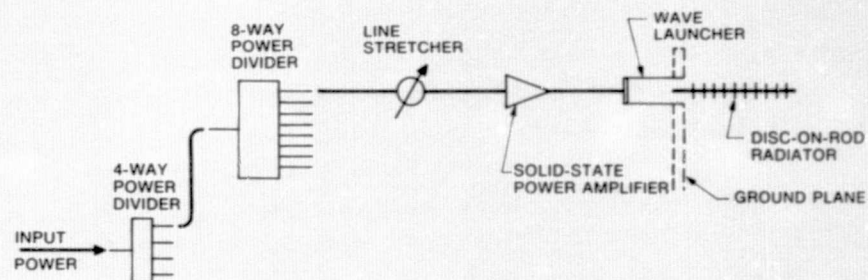 8-WAY
POWER
DIVIDER
LINE
STRETCHER
WAVE
LAUNCHER
4-WAY
POWER
DIVIDER
SOLID-STATE
POWER AMPLIFIER
DISC-ON-ROD
RADIATOR
GROUND PLANE
INPUT
POWER